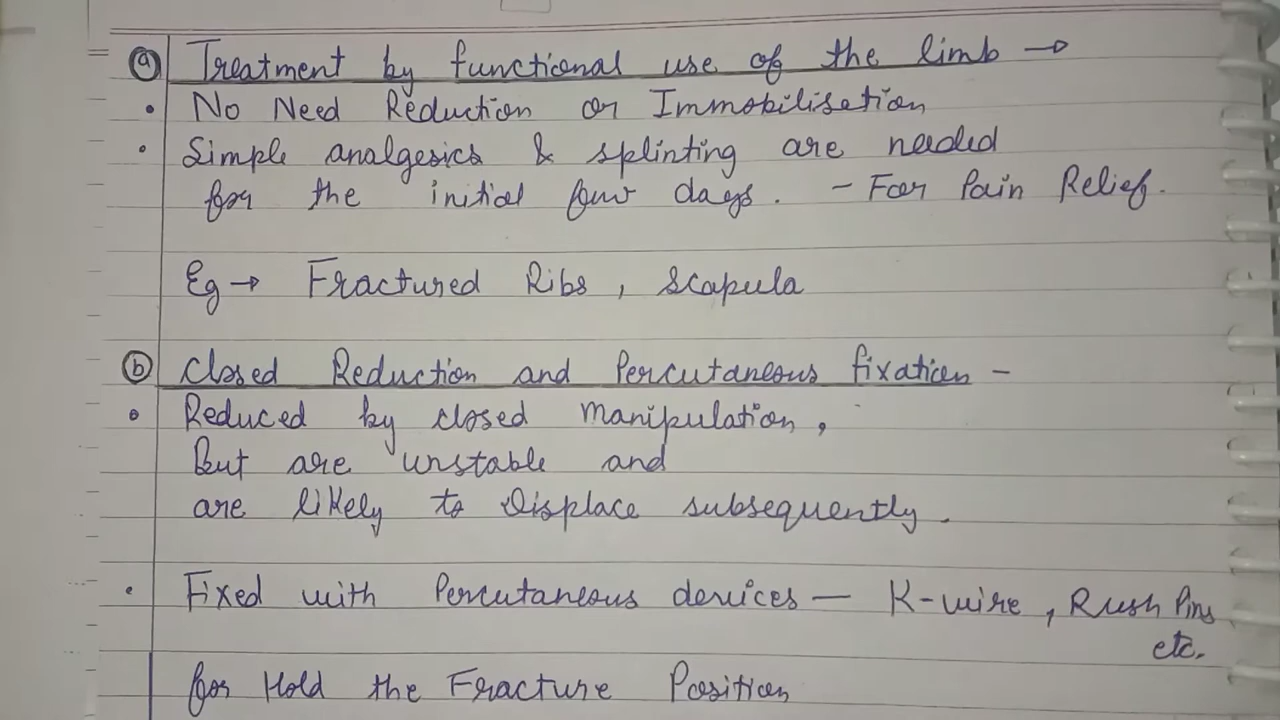 (a) Treatment by functional use of the limb →
• No Need Reduction or Immobilisation
• Simple analgesics & splinting are needed
for the initial few days. - For Pain Relief.
Eg → Fractured Ribs, Scapula
(b) Closed Reduction and Percutaneous fixation -
• Reduced by closed manipulation,
But are unstable and
are likely to Displace subsequently.
• Fixed with Percutaneous devices - K-wire, Rush Pins
etc.
for Hold the Fracture Position